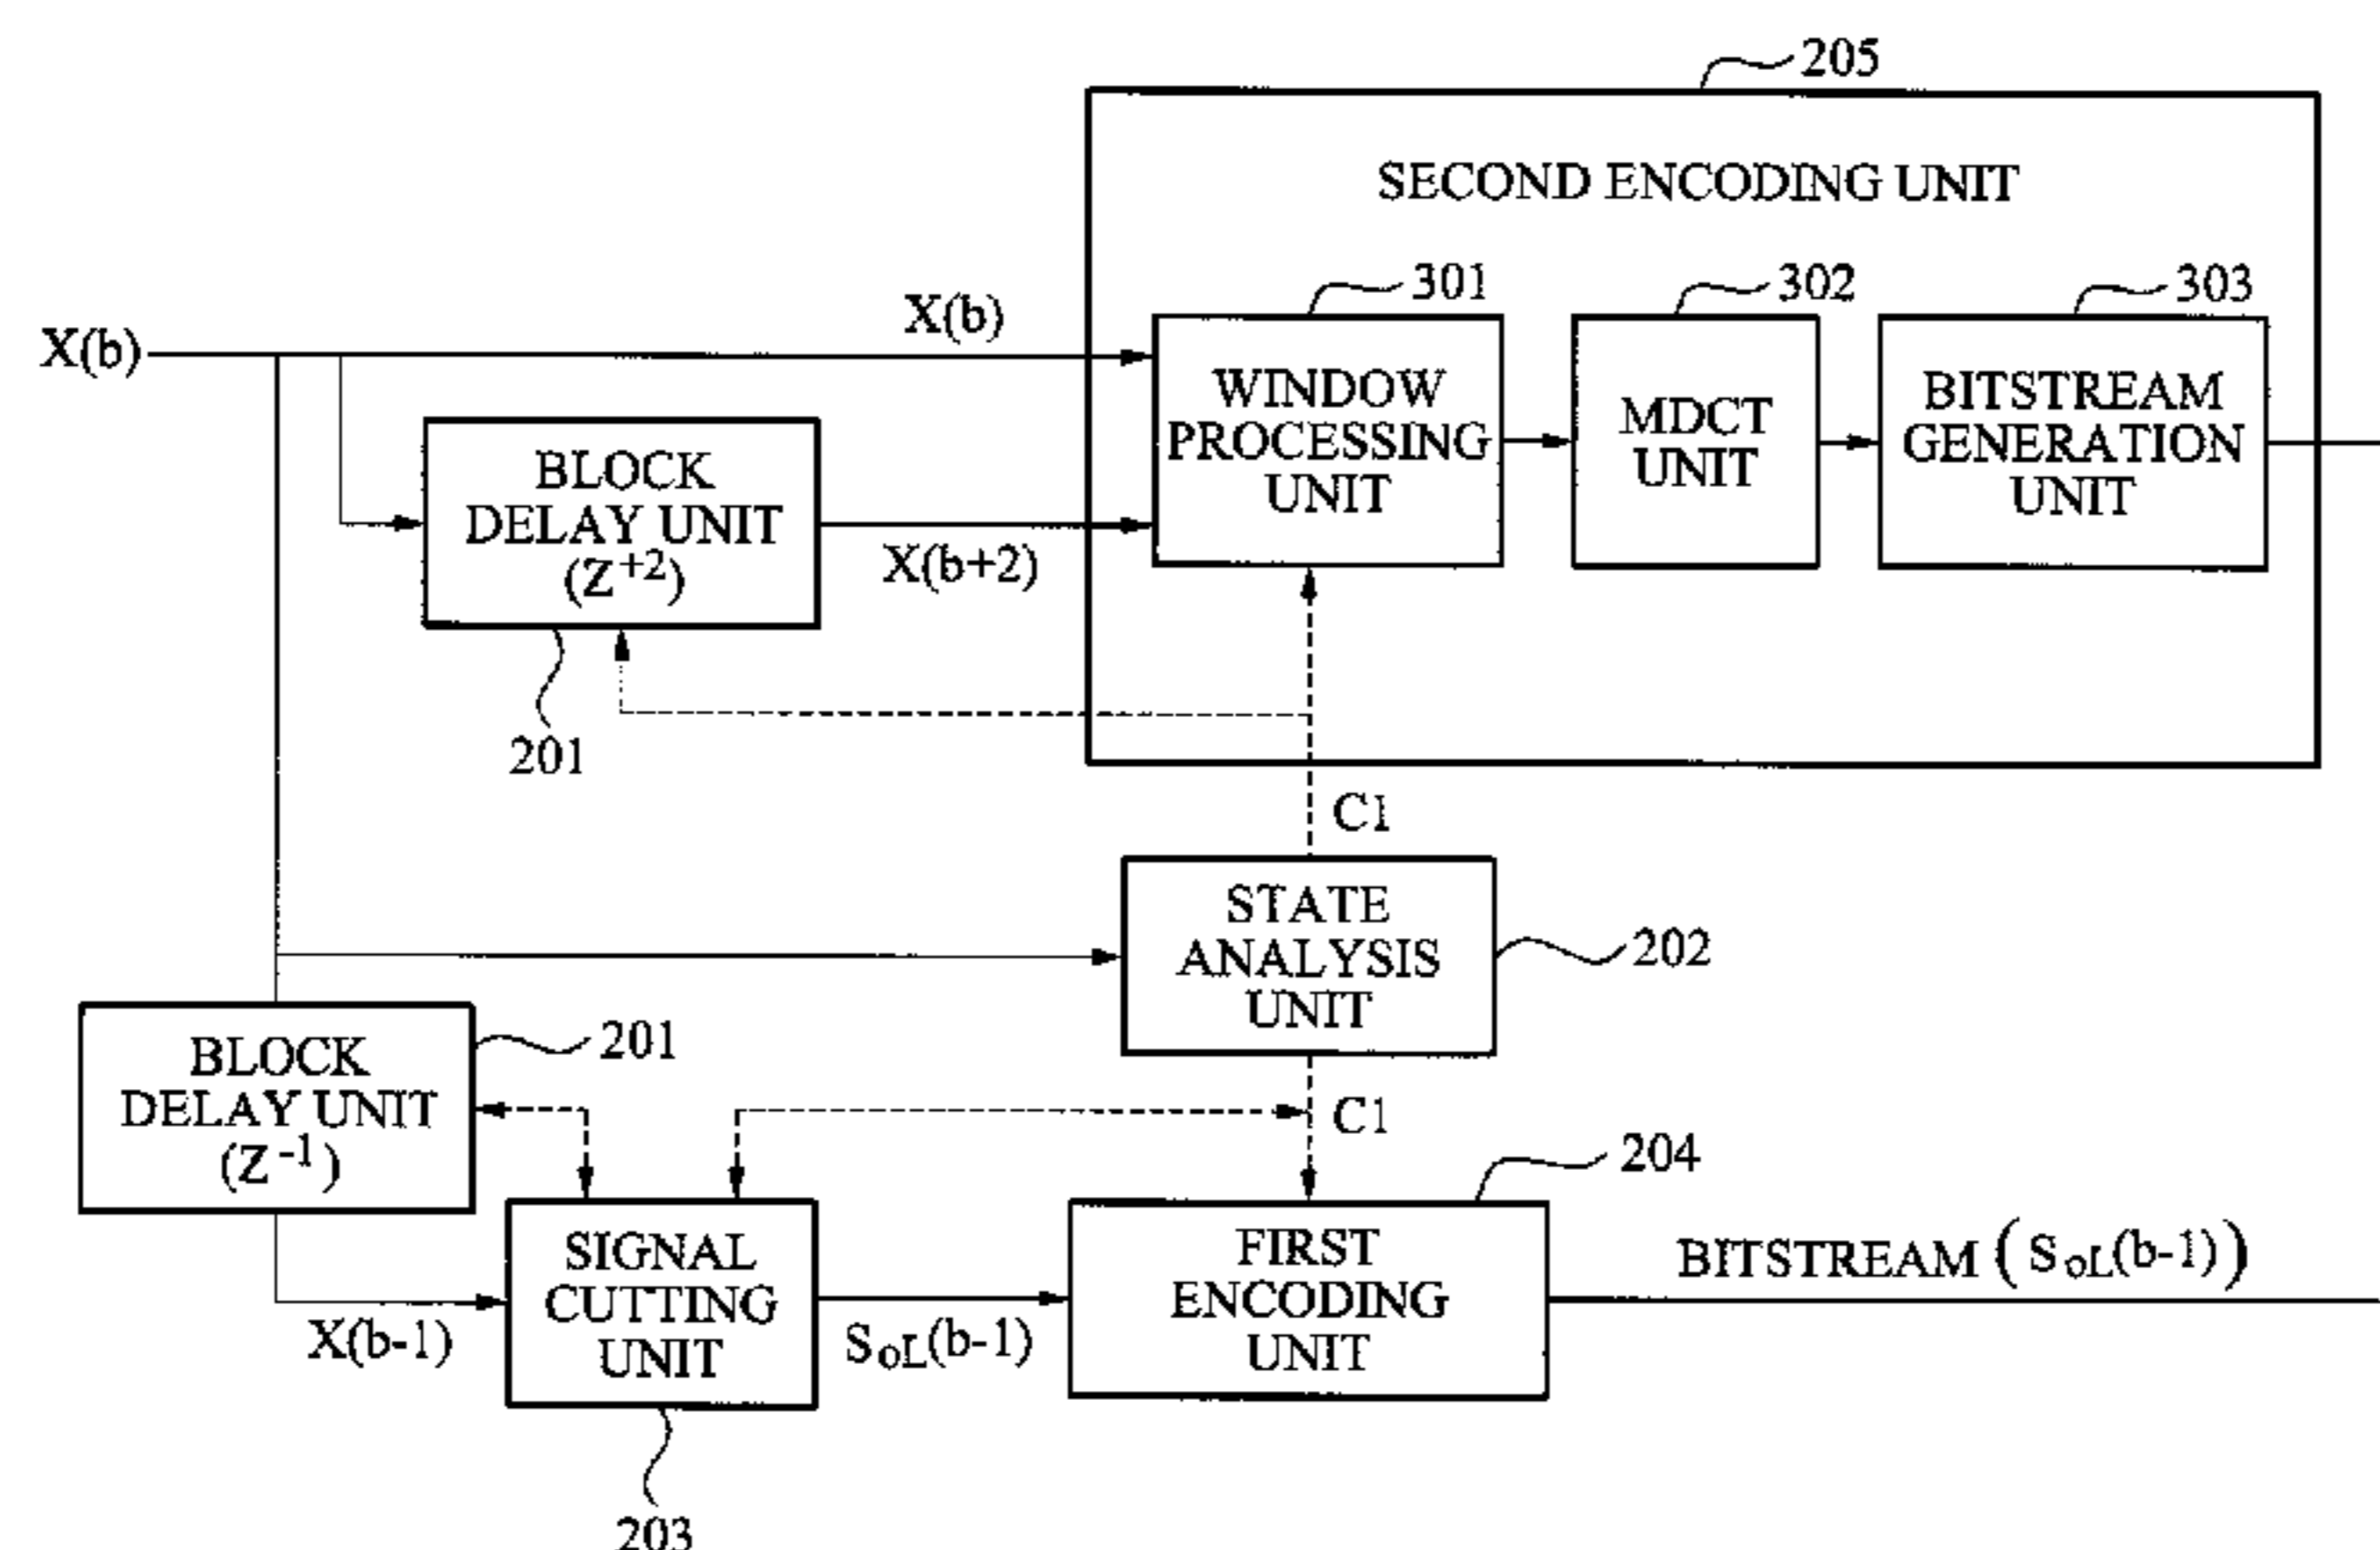 205
SECOND ENCODING UNIT
301
302
303
X(b)
X(b)
WINDOW
PROCESSING
UNIT
MDCT
UNIT
BITSTREAM
GENERATION
UNIT
BLOCK
DELAY UNIT
(Z+2)
X(b+2)
201
C1
STATE
ANALYSIS
UNIT
202
BLOCK
DELAY UNIT
(Z-1)
201
C1
204
SIGNAL
CUTTING
UNIT
FIRST
ENCODING
UNIT
BITSTREAM (SoL(b-1))
X(b-1)
SoL(b-1)
203